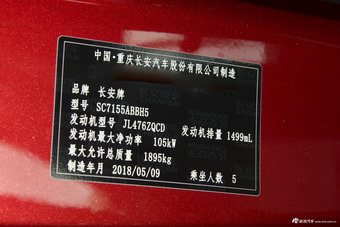 中国·重庆长安汽车股份有限公司制造
品牌 长安牌
型号 SC7155ABBH5
发动机型号 JL476ZQCD 发动机排量 1499mL
发动机最大净功率 105kW
最大允许总质量 1895kg
制造年月 2018/05/09 乘坐人数 5